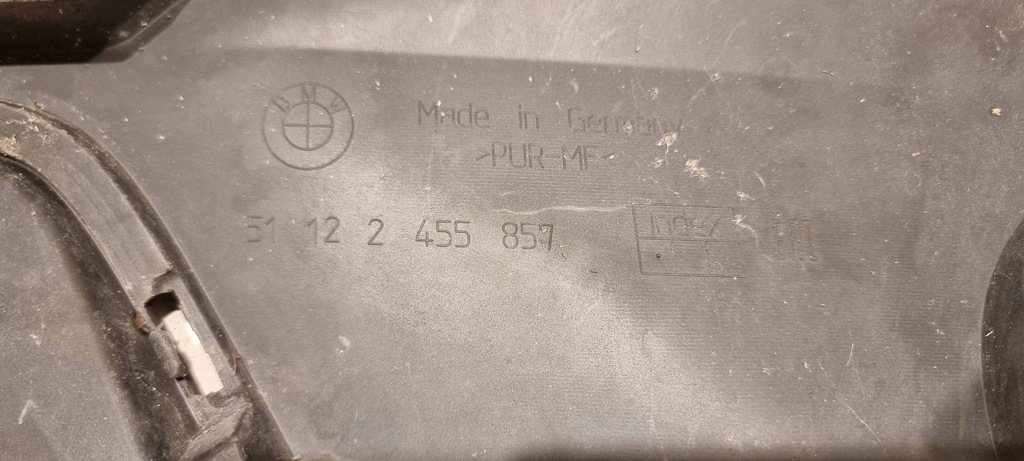 BMW
Made in Germany
>PUR-MF<
51 12 2 455 857
index